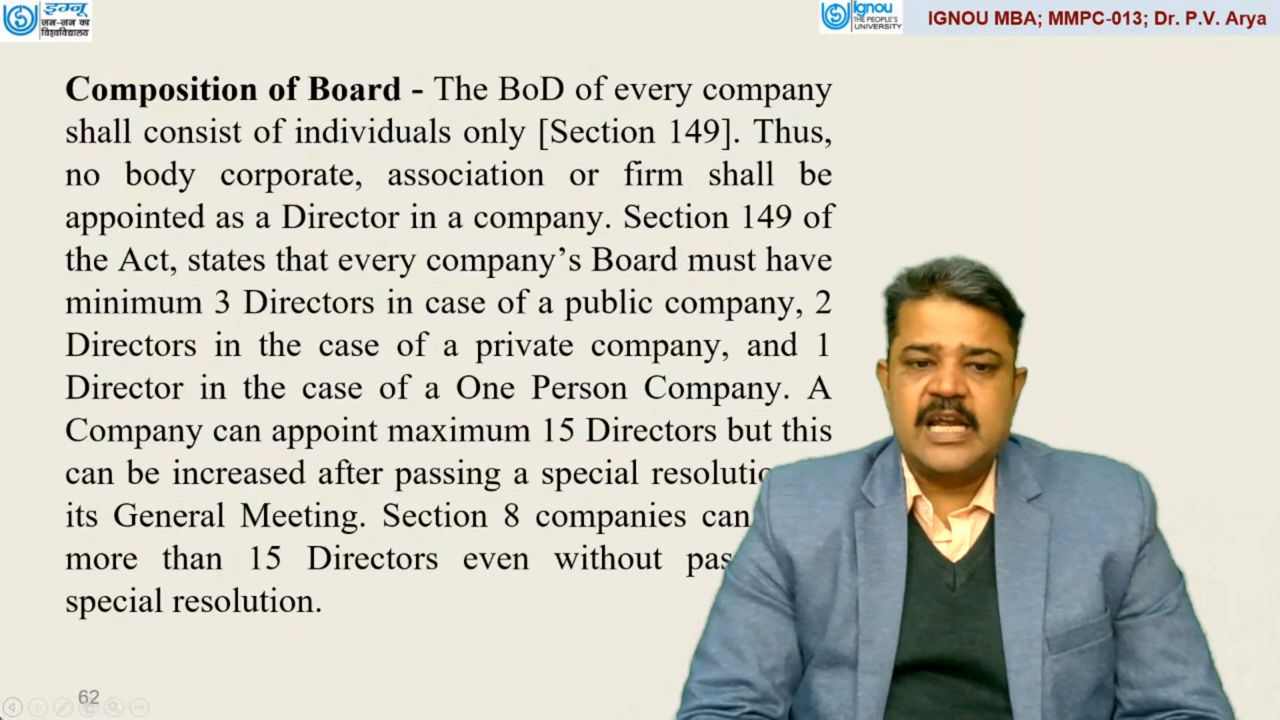 इग्नू
जन-जन का
विश्वविद्यालय
ignou
THE PEOPLE'S
UNIVERSITY
IGNOU MBA; MMPC-013; Dr. P.V. Arya
Composition of Board - The BoD of every company
shall consist of individuals only [Section 149]. Thus,
no body corporate, association or firm shall be
appointed as a Director in a company. Section 149 of
the Act, states that every company’s Board must have
minimum 3 Directors in case of a public company, 2
Directors in the case of a private company, and 1
Director in the case of a One Person Company. A
Company can appoint maximum 15 Directors but this
can be increased after passing a special
its General Meeting. Section 8 companies can
more than 15 Directors even without
special resolution.
62